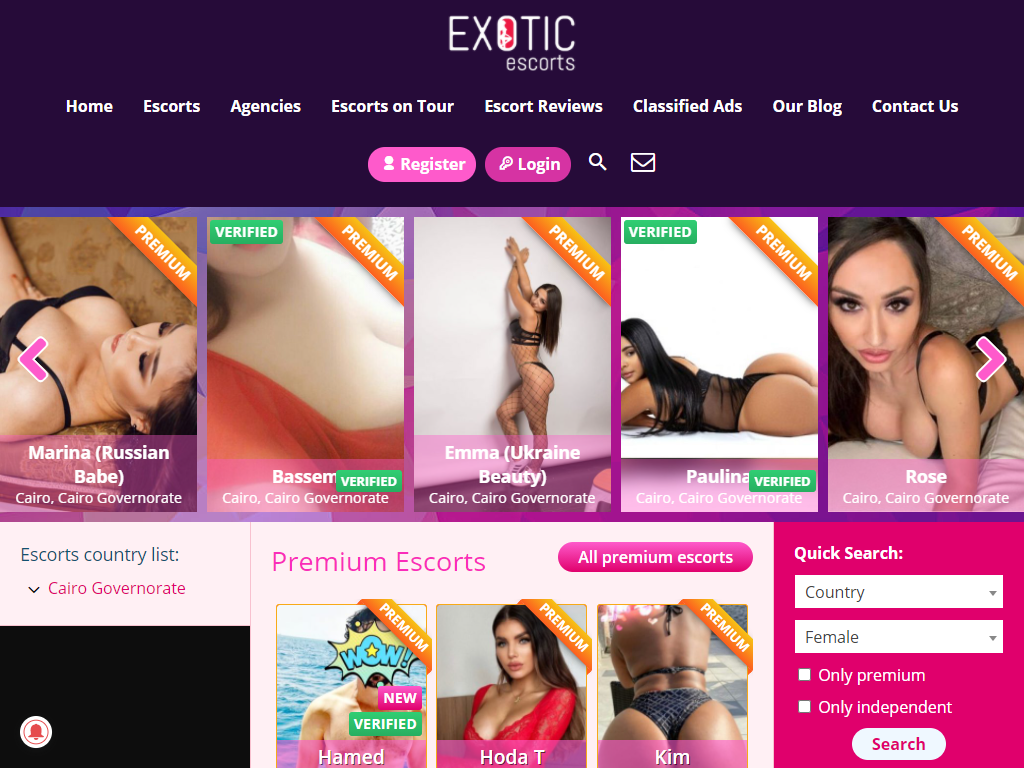 EXOTIC
escorts
Home
Escorts
Agencies
Escorts on Tour
Escort Reviews
Classified Ads
Our Blog
Contact Us
Register
Login
PREMIUM
Marina (Russian
Babe)
Cairo, Cairo Governorate
VERIFIED
PREMIUM
Bassem
VERIFIED
Cairo, Cairo Governorate
PREMIUM
Emma (Ukraine
Beauty)
Cairo, Cairo Governorate
VERIFIED
PREMIUM
Paulina
VERIFIED
Cairo, Cairo Governorate
PREMIUM
Rose
Cairo, Cairo Governorate
Escorts country list:
Cairo Governorate
Premium Escorts
All premium escorts
PREMIUM
WOW!
NEW
VERIFIED
Hamed
PREMIUM
Hoda T
PREMIUM
Kim
Quick Search:
Country
Female
Only premium
Only independent
Search